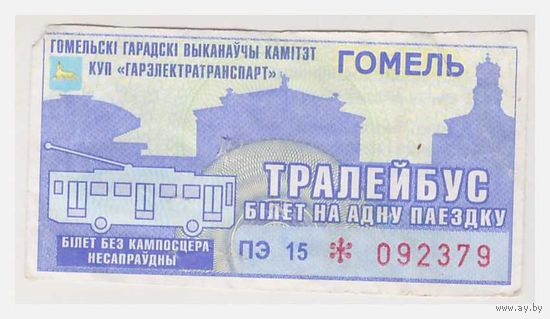 ГОМЕЛЬСКІ ГАРАДСКІ ВЫКАНАЎЧЫ КАМІТЭТ
КУП «ГАРЭЛЕКТРАТРАНСПАРТ»
ГОМЕЛЬ
ТРАЛЕЙБУС
БІЛЕТ НА АДНУ ПАЕЗДКУ
БІЛЕТ БЕЗ КАМПОСЦЕРА
НЕСАПРАЎДНЫ
ПЭ 15 092379
www.ay.by